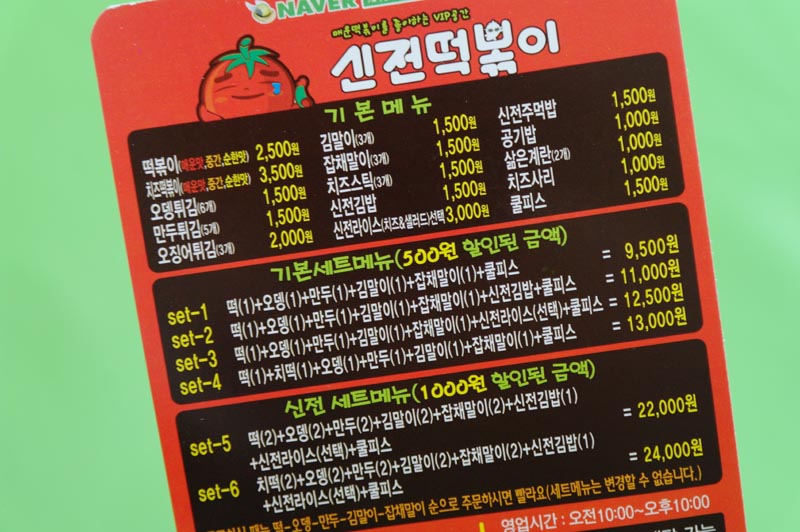 NAVER
매운떡볶이를 좋아하는 VIP공간
신전떡볶이
기본메뉴
떡볶이(매운맛,중간,순한맛) 2,500원
치즈떡볶이(매운맛,중간,순한맛) 3,500원
오뎅튀김(6개) 1,500원
만두튀김(5개) 1,500원
오징어튀김(3개) 2,000원
김말이(3개) 1,500원
잡채말이(3개) 1,500원
치즈스틱(3개) 1,500원
신전김밥 1,500원
신전라이스(치즈&샐러드)선택 3,000원
신전주먹밥 1,500원
공기밥 1,000원
삶은계란(2개) 1,000원
치즈사리 1,000원
쿨피스 1,500원
기본세트메뉴(500원 할인된 금액)
set-1 떡(1)+오뎅(1)+만두(1)+김말이(1)+잡채말이(1)+쿨피스 = 9,500원
set-2 떡(1)+오뎅(1)+만두(1)+김말이(1)+잡채말이(1)+신전김밥+쿨피스 = 11,000원
set-3 떡(1)+오뎅(1)+만두(1)+김말이(1)+잡채말이(1)+신전라이스(선택)+쿨피스 = 12,500원
set-4 떡(1)+치떡(1)+오뎅(1)+만두(1)+김말이(1)+잡채말이(1)+쿨피스 = 13,000원
신전 세트메뉴(1000원 할인된 금액)
set-5 떡(2)+오뎅(2)+만두(2)+김말이(2)+잡채말이(2)+신전김밥(1)
+신전라이스(선택)+쿨피스 = 22,000원
set-6 치떡(2)+오뎅(2)+만두(2)+김말이(2)+잡채말이(2)+신전김밥(1)
+신전라이스(선택)+쿨피스 = 24,000원
떡-오뎅-만두-김말이-잡채말이 순으로 주문하시면 빨라요(세트메뉴는 변경할 수 없습니다.)
영업시간 : 오전10:00~오후10:00